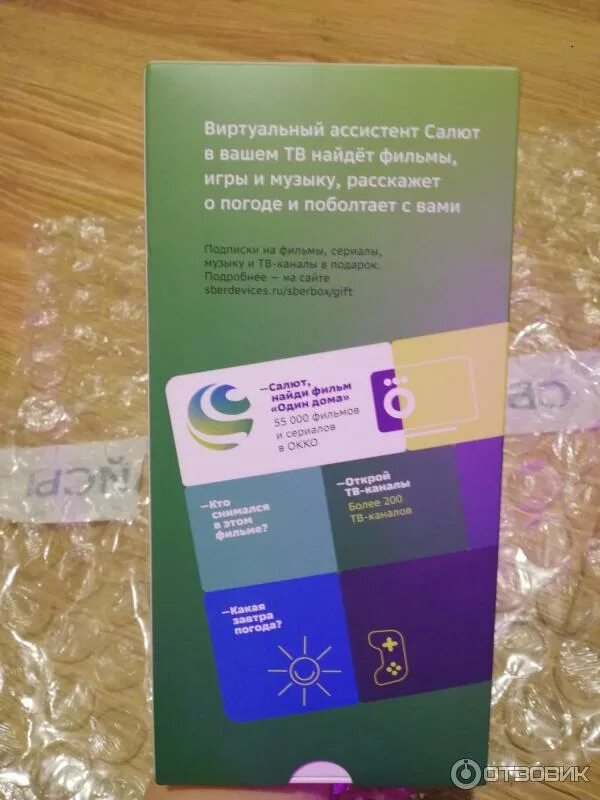 Виртуальный ассистент Салют
в вашем ТВ найдёт фильмы,
игры и музыку, расскажет
о погоде и поболтает с вами
Подписки на фильмы, сериалы,
музыку и ТВ-каналы в подарок.
Подробнее — на сайте
sberdevices.ru/sberbox/gift
—Салют,
найди фильм
«Один дома»
55 000 фильмов
и сериалов
в ОККО
ö
—Кто
снимался
в этом
фильме?
—Открой
ТВ-каналы
Более 200
ТВ-каналов
—Какая
завтра
погода?
ОТЗОВИК